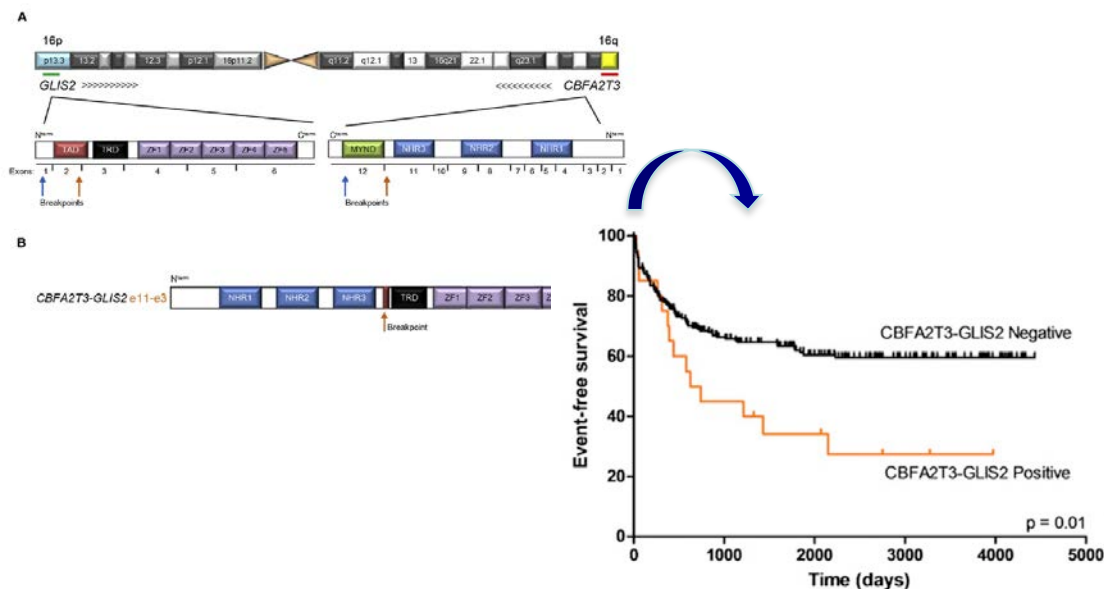 A
16p 16q
p13.3 13.2 12.3 p12.1 16p11.2 q11.2 q12.1 13 16q21 22.1 q23.1
GLIS2 >>>>>>>>>> <<<<<<<<<< CBFA2T3
Nterm Cterm Cterm Nterm
TAD TRD ZF1 ZF2 ZF3 ZF4 ZF5 MYND NHR3 NHR2 NHR1
Exons: 1 2 3 4 5 6 12 11 10 9 8 7 6 5 4 3 2 1
Breakpoints Breakpoints
B
Nterm
CBFA2T3-GLIS2 e11-e3 NHR1 NHR2 NHR3 TRD ZF1 ZF2 ZF3
Breakpoint
Event-free survival
100
80
60
40
20
0
CBFA2T3-GLIS2 Negative
CBFA2T3-GLIS2 Positive
p = 0.01
0 1000 2000 3000 4000 5000
Time (days)